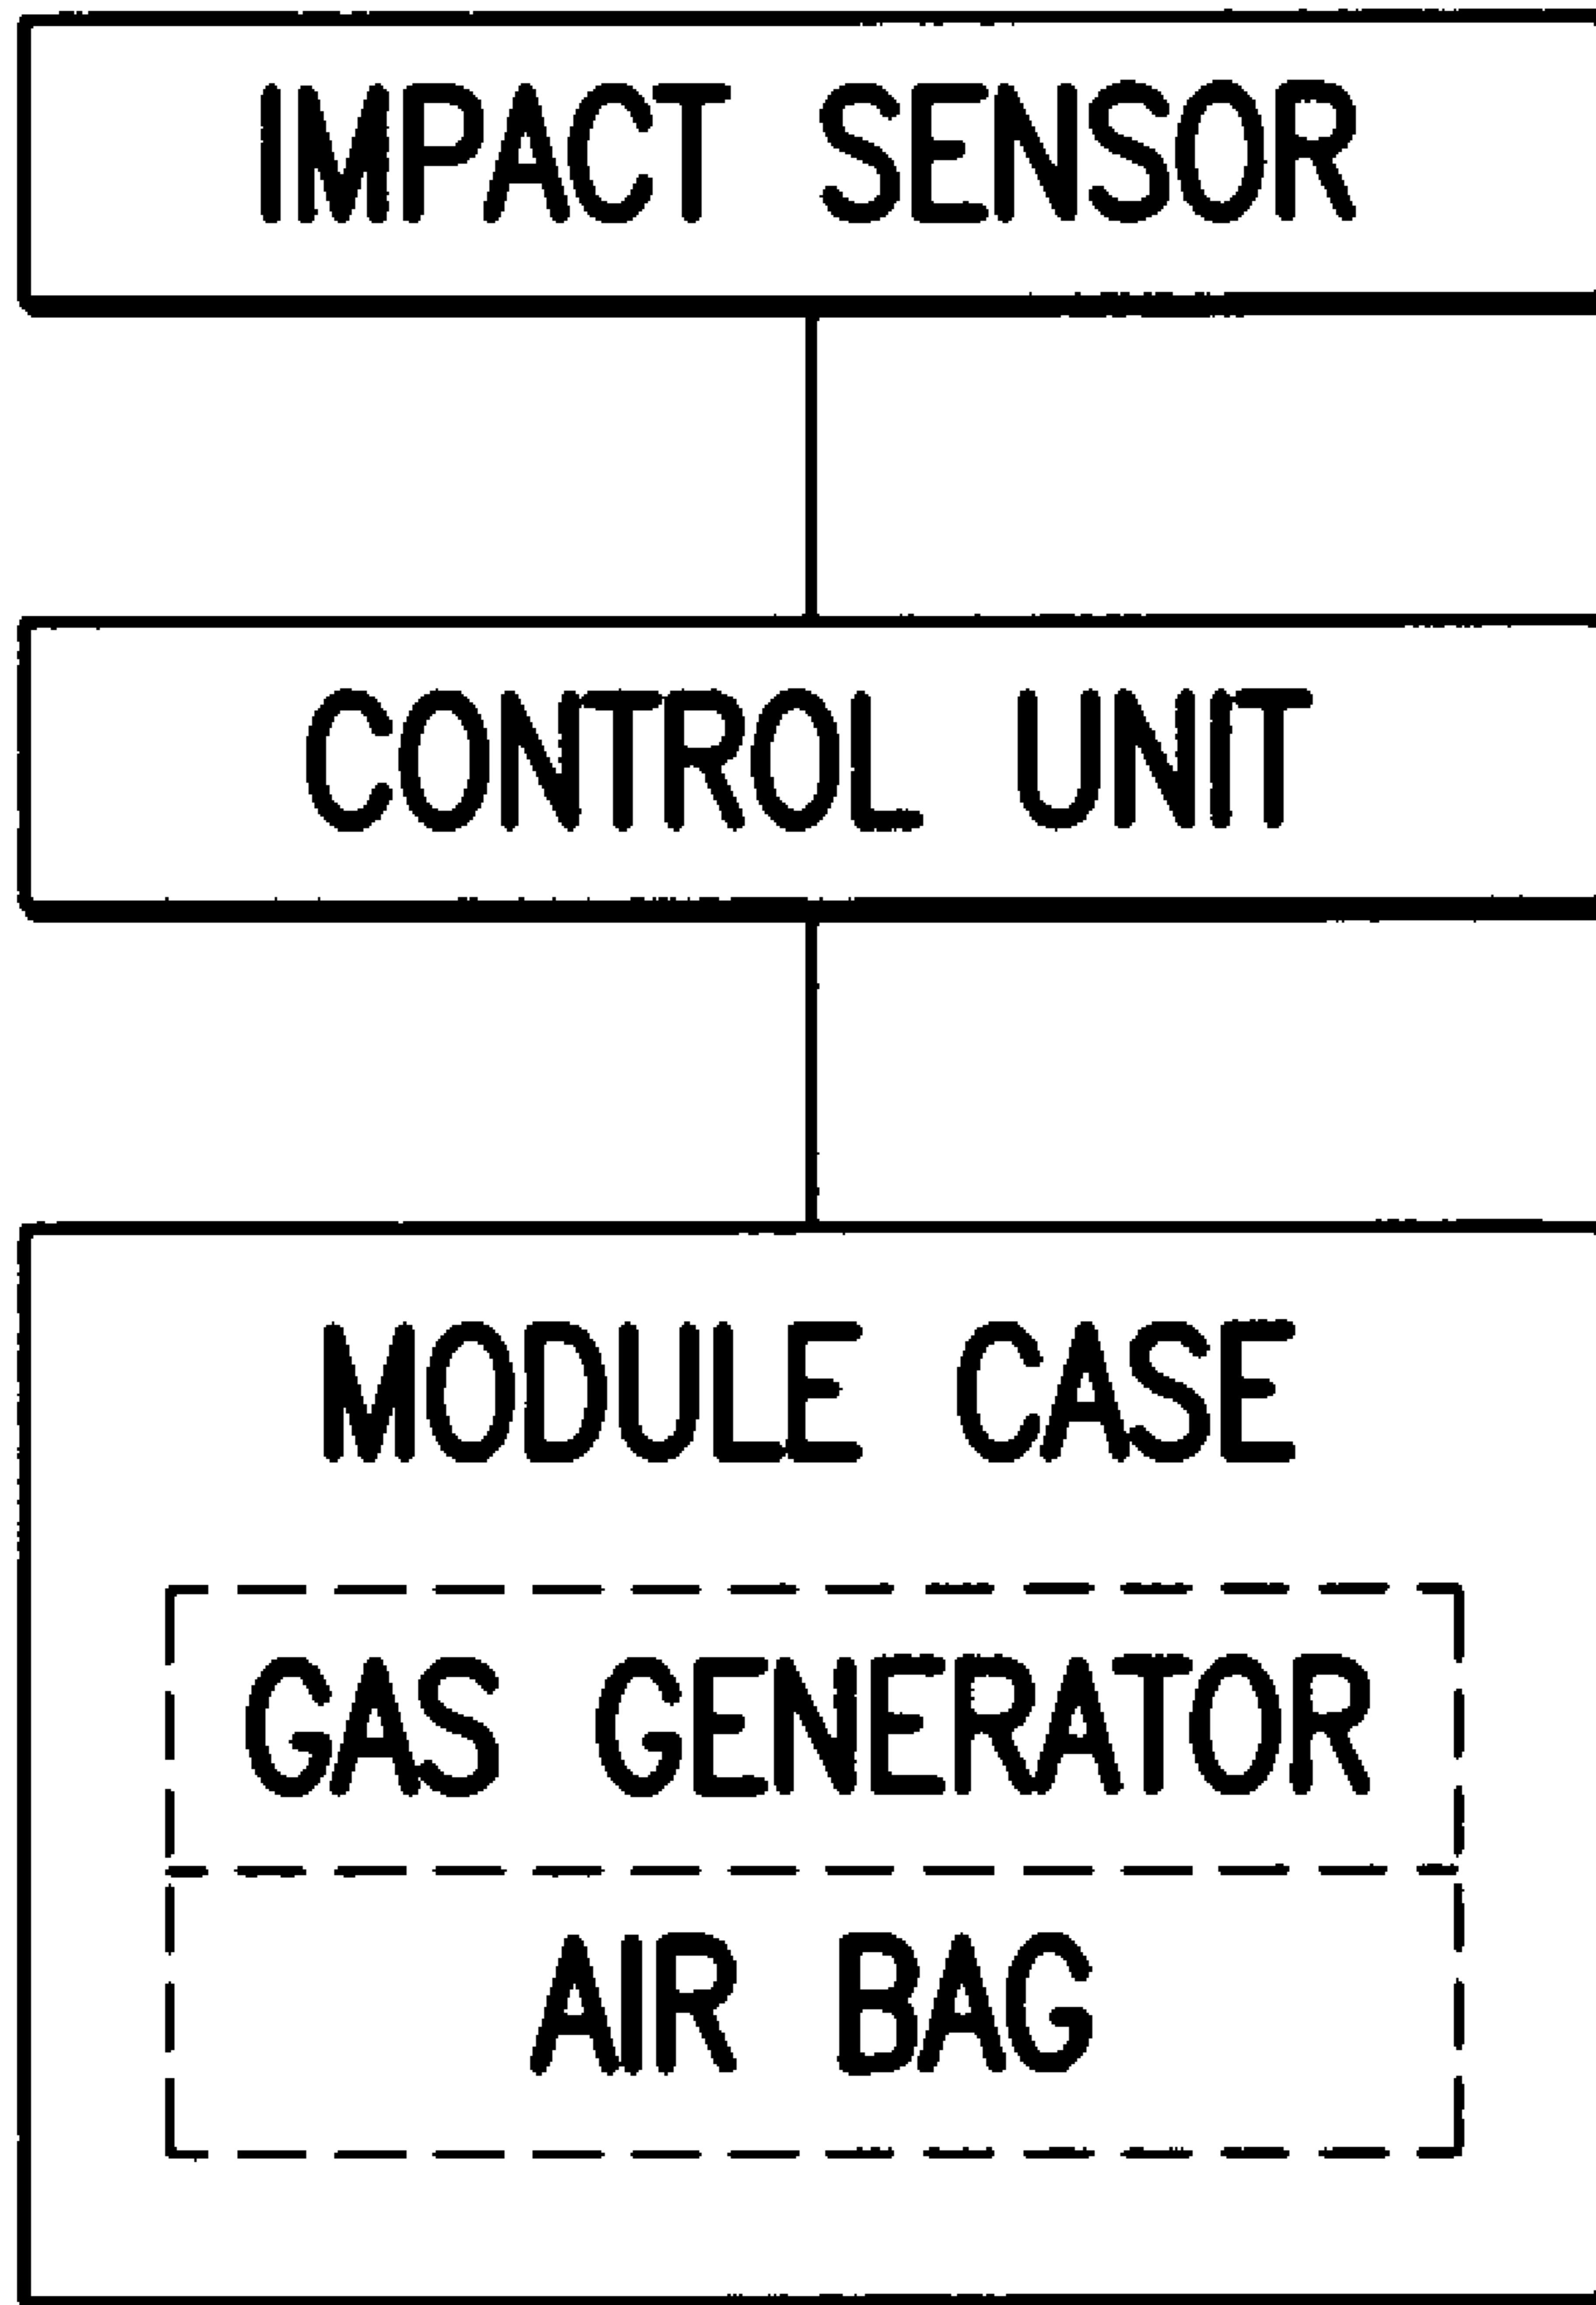 IMPACT SENSOR
CONTROL UNIT
MODULE CASE
GAS GENERATOR
AIR BAG